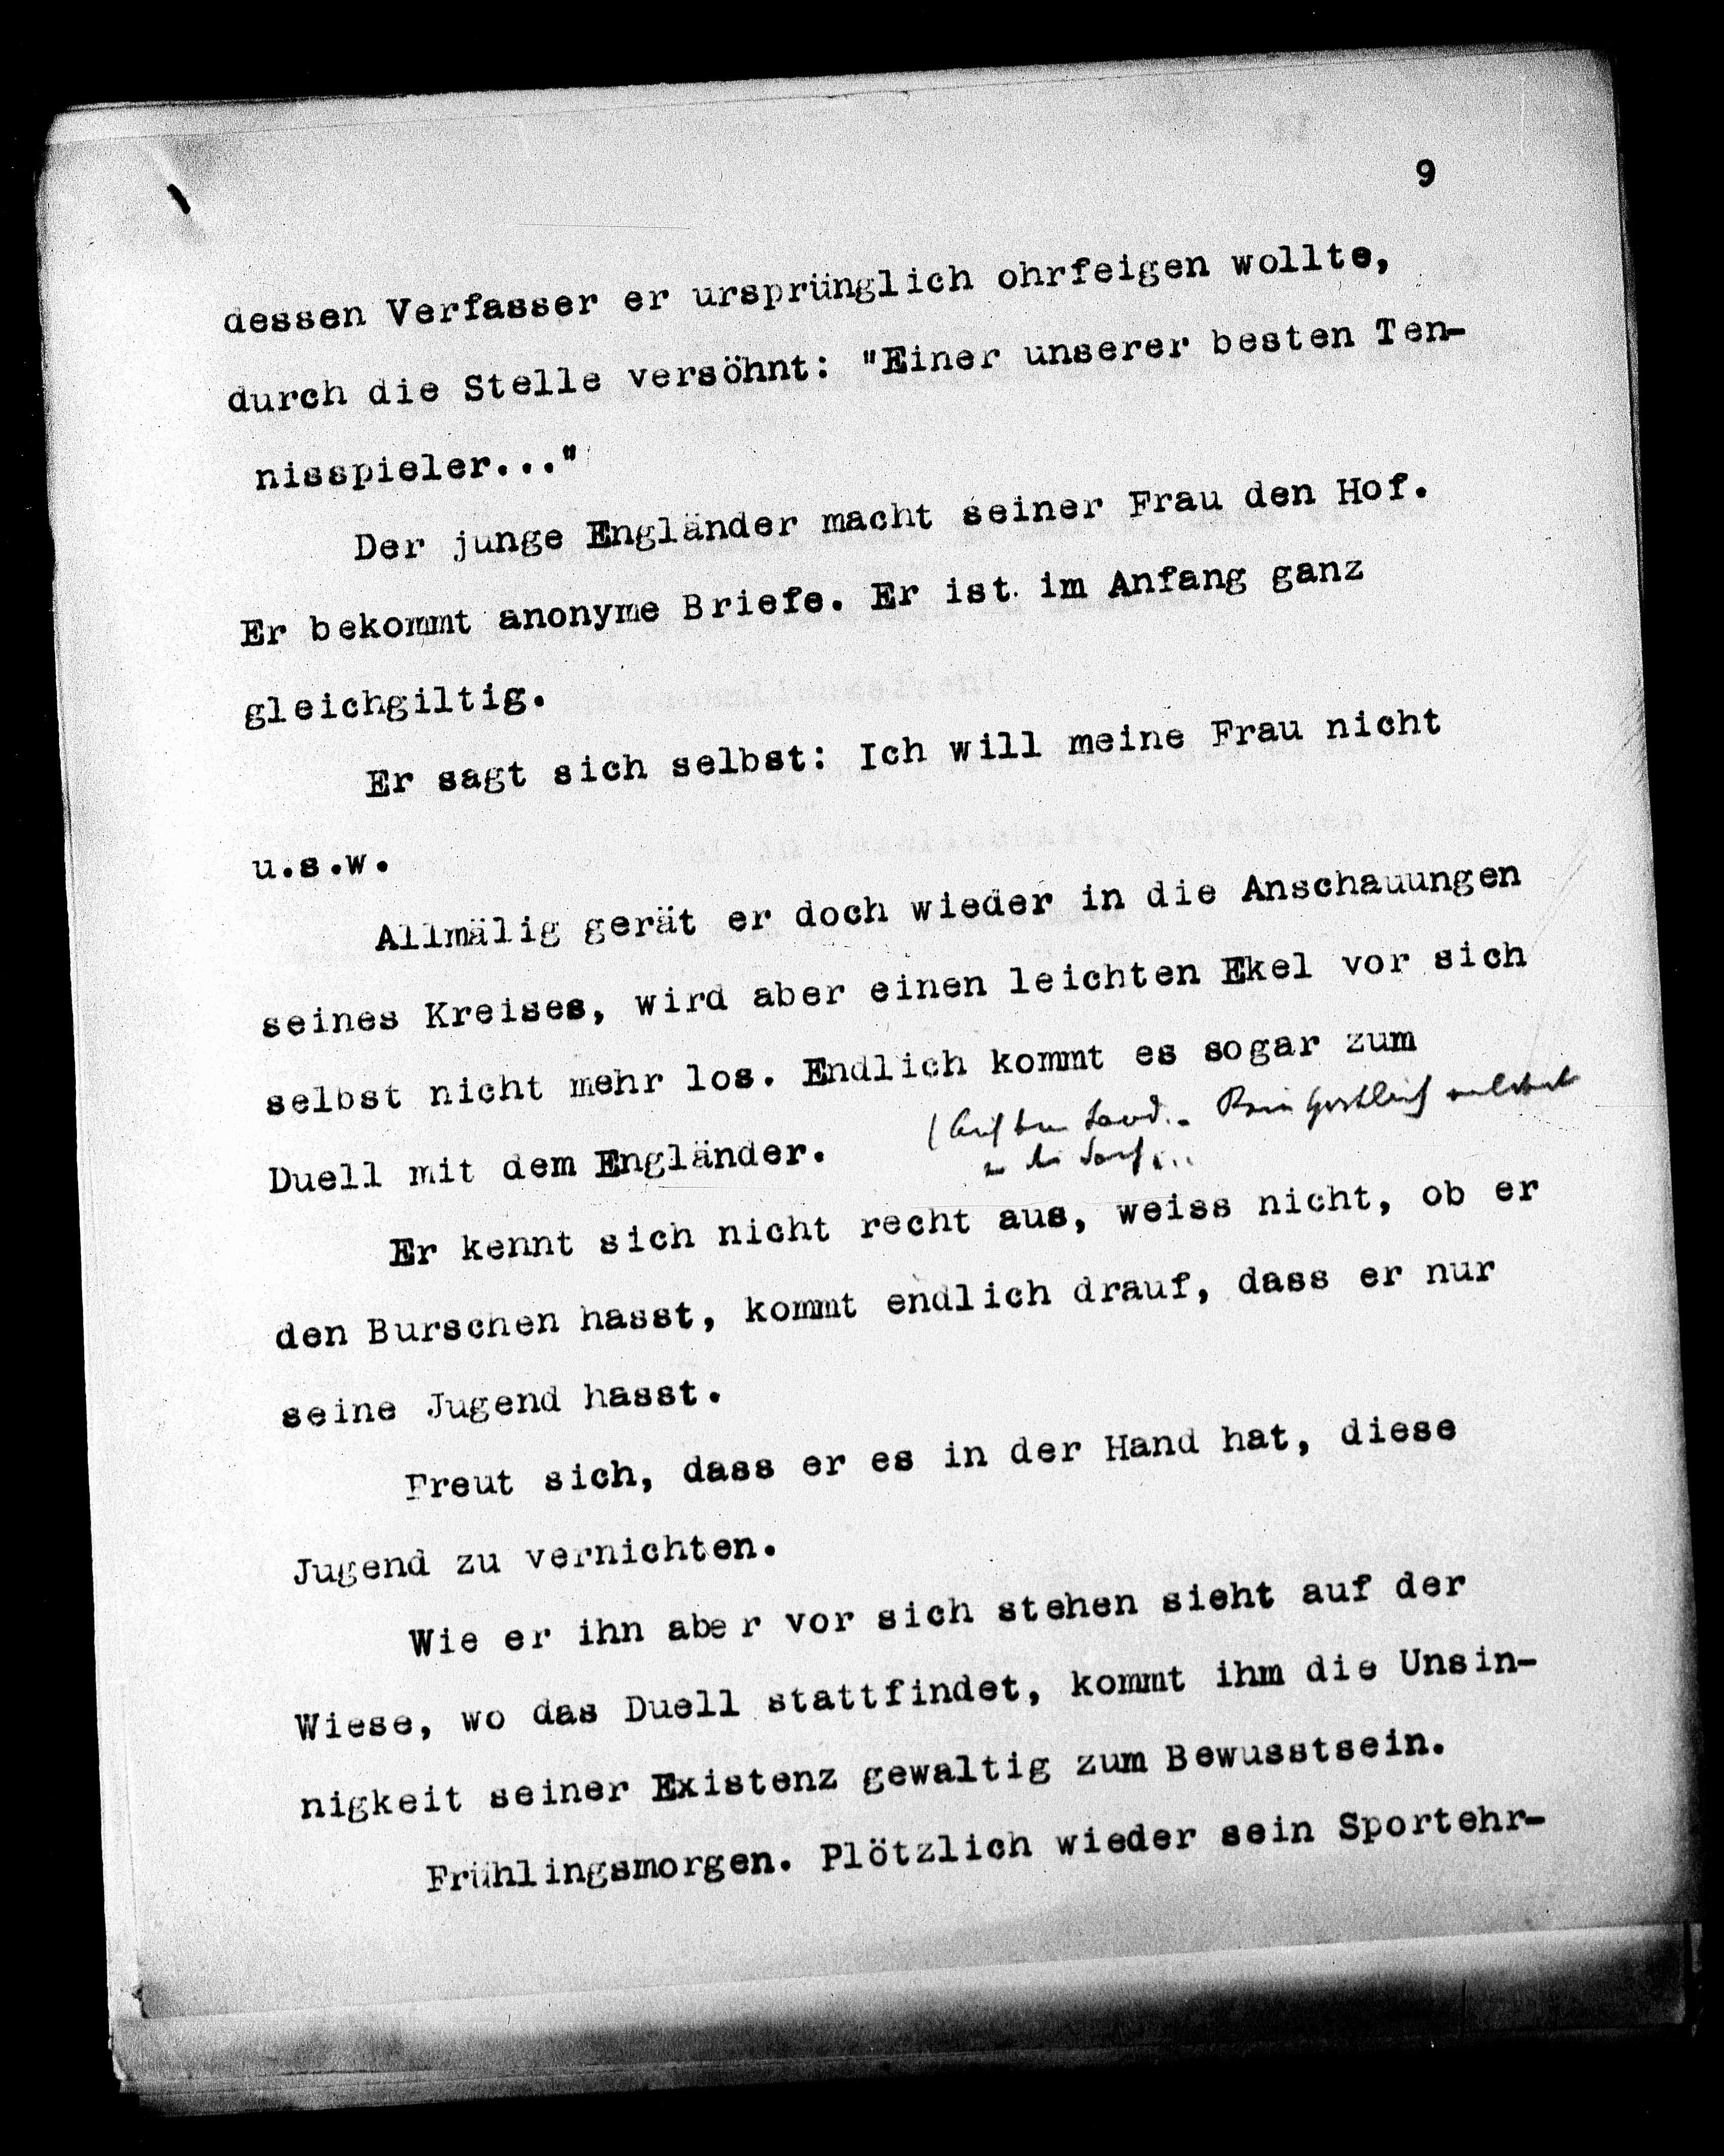 9
dessen Verfasser er ursprünglich ohrfeigen wollte,
durch die Stelle versöhnt: "Einer unserer besten Ten-
nisspieler..."
Der junge Engländer macht seiner Frau den Hof.
Er bekommt anonyme Briefe. Er ist im Anfang ganz
gleichgiltig.
Er sagt sich selbst: Ich will meine Frau nicht
u.s.w.
Allmälig gerät er doch wieder in die Anschauungen
seines Kreises, wird aber einen leichten Ekel vor sich
selbst nicht mehr los. Endlich kommt es sogar zum
Duell mit dem Engländer.
(Auf dem Land.
Er kennt sich nicht recht aus, weiss nicht, ob er
den Burschen hasst, kommt endlich drauf, dass er nur
seine Jugend hasst.
Freut sich, dass er es in der Hand hat, diese
Jugend zu vernichten.
Wie er ihn aber vor sich stehen sieht auf der
Wiese, wo das Duell stattfindet, kommt ihm die Unsin-
nigkeit seiner Existenz gewaltig zum Bewusstsein.
Frühlingsmorgen. Plötzlich wieder sein Sportehr-